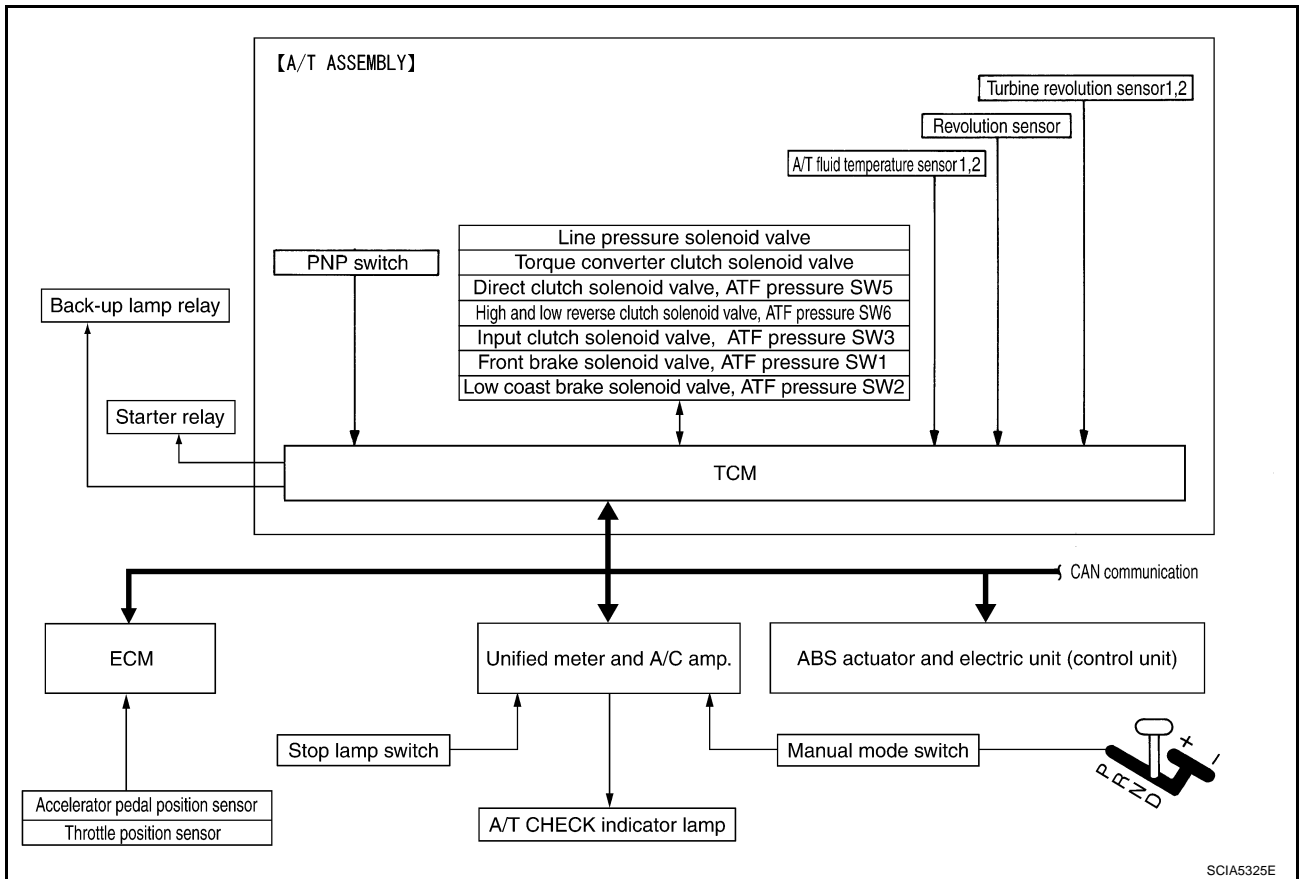 【A/T ASSEMBLY】
Turbine revolution sensor1,2
Revolution sensor
A/T fluid temperature sensor1,2
Line pressure solenoid valve
PNP switch
Torque converter clutch solenoid valve
Direct clutch solenoid valve, ATF pressure SW5
Back-up lamp relay
High and low reverse clutch solenoid valve, ATF pressure SW6
Input clutch solenoid valve, ATF pressure SW3
Front brake solenoid valve, ATF pressure SW1
Low coast brake solenoid valve, ATF pressure SW2
Starter relay
TCM
CAN communication
ECM
Unified meter and A/C amp.
ABS actuator and electric unit (control unit)
Stop lamp switch
Manual mode switch
+
−
P R N D
Accelerator pedal position sensor
Throttle position sensor
A/T CHECK indicator lamp
SCIA5325E